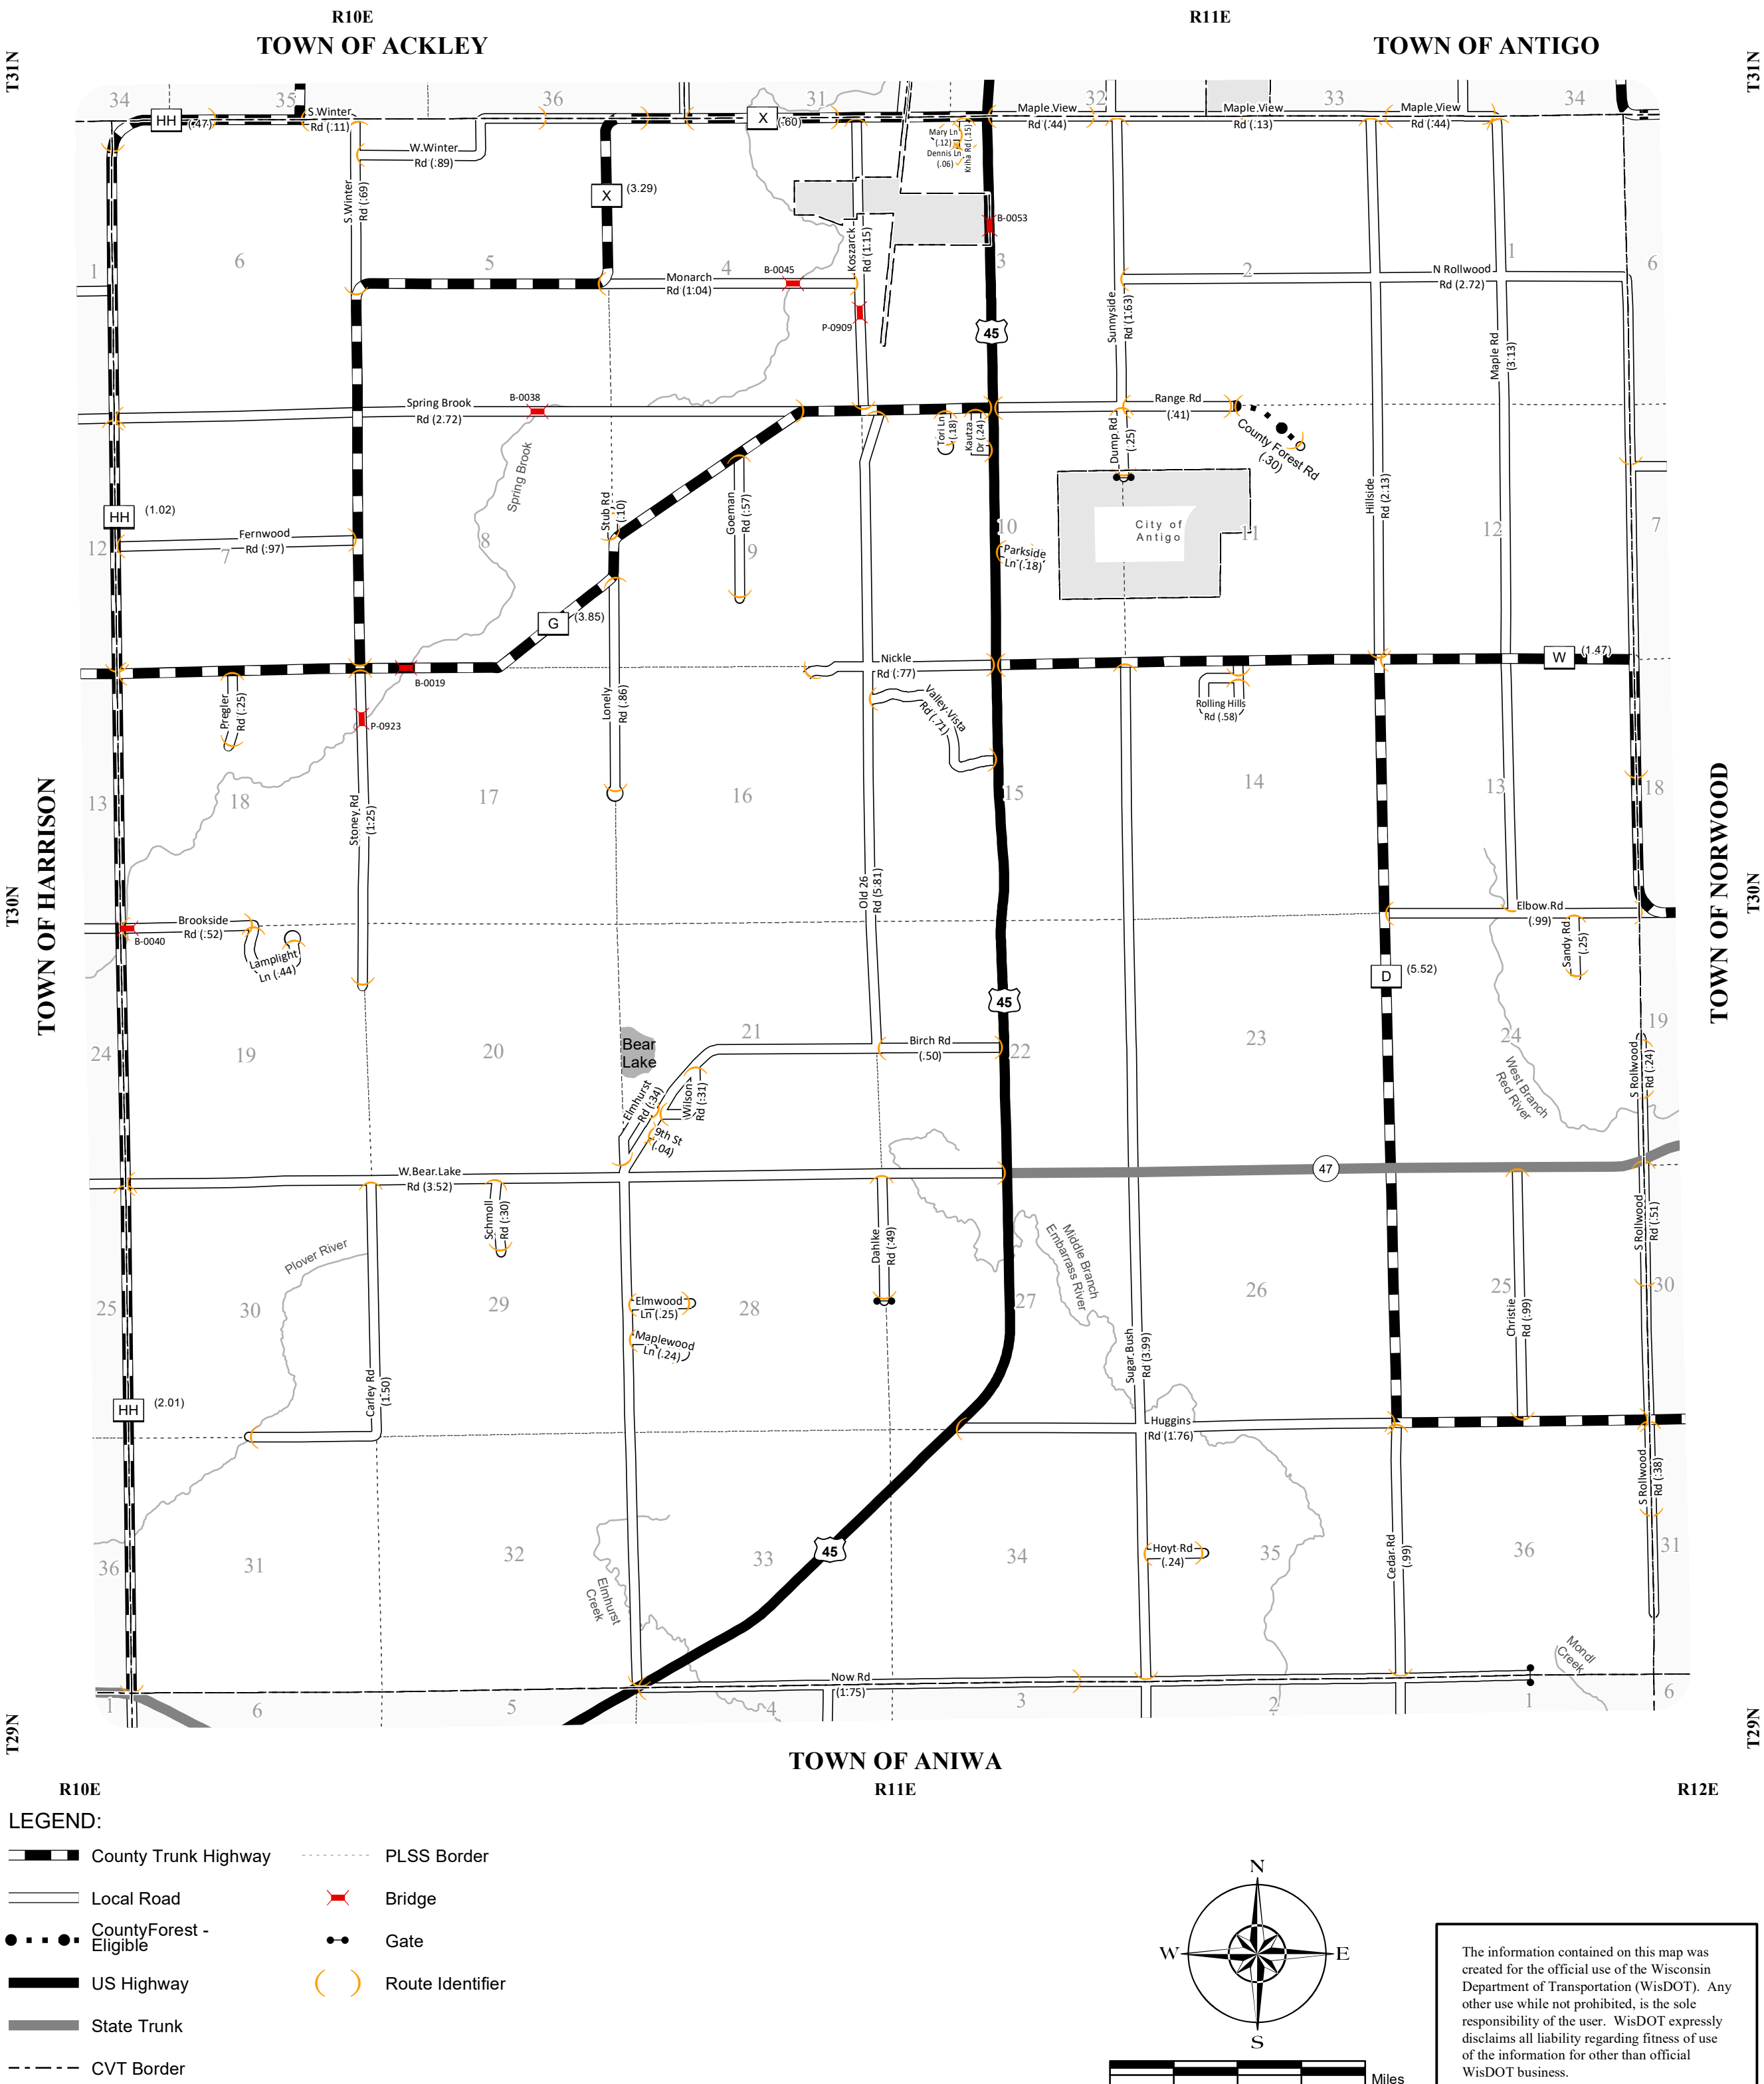 R10E
R11E
TOWN OF ACKLEY
TOWN OF ANTIGO
T31N
T31N
34
35
36
31
32
33
34
HH
(.47)
S.Winter
Rd (.11)
X
(.60)
Maple View
Rd (.44)
Maple View
Rd (.13)
Maple View
Rd (.44)
Mary Ln
(.12)
Dennis Ln
(.06)
Kriha Rd (.15)
W.Winter
Rd (.89)
S.Winter
Rd (.69)
X
(3.29)
B-0053
Koszarck
Rd (1.15)
1
6
5
4
3
2
1
6
Monarch
Rd (1.04)
B-0045
P-0909
45
Sunnyside
Rd (1.63)
N Rollwood
Rd (2.72)
Maple Rd
(3.13)
Spring Brook
Rd (2.72)
B-0038
Range Rd
(.41)
Tori Ln
(.18)
Kautza
Dr (.24)
Dump Rd
(.25)
County Forest Rd
(.30)
Spring Brook
Stub Rd
(.10)
Goeman
Rd (.57)
Hillside
Rd (2.13)
HH
(1.02)
Fernwood
Rd (.97)
12
7
8
9
10
11
12
7
City of
Antigo
Parkside
Ln (.18)
G
(3.85)
Nickle
Rd (.77)
W
(1.47)
B-0019
Pregler
Rd (.25)
P-0923
Lonely
Rd (.86)
Valley Vista
Rd (.71)
Rolling Hills
Rd (.58)
13
18
17
16
15
14
13
18
Stoney Rd
(1.25)
Old 26
Rd (5.81)
TOWN OF HARRISON
TOWN OF NORWOOD
T30N
T30N
Brookside
Rd (.52)
B-0040
Lamplight
Ln (.44)
Elbow Rd
(.99)
Sandy Rd
(.25)
D
(5.52)
45
24
19
20
21
22
23
24
19
Bear
Lake
Birch Rd
(.50)
Elmhurst
Rd (.34)
Wilson
Rd (.31)
9th St
(.04)
West Branch
Red River
S Rollwood
Rd (.24)
W.Bear Lake
Rd (3.52)
47
Schmoll
Rd (.30)
Dahlke
Rd (.49)
Plover River
Middle Branch
Embarrass River
S Rollwood
Rd (.51)
25
30
29
28
27
26
25
30
Elmwood
Ln (.25)
Maplewood
Ln (.24)
Christie
Rd (.99)
Sugar Bush
Rd (3.99)
Carley Rd
(1.50)
HH
(2.01)
Huggins
Rd (1.76)
S Rollwood
Rd (.38)
45
36
31
32
33
34
35
36
31
Hoyt Rd
(.24)
Cedar Rd
(.99)
Elmhurst
Creek
Mondl
Creek
Now Rd
(1.75)
1
6
5
4
3
2
1
6
T29N
T29N
TOWN OF ANIWA
R10E
R11E
R12E
LEGEND:
County Trunk Highway
PLSS Border
Local Road
Bridge
CountyForest -
Eligible
Gate
US Highway
Route Identifier
State Trunk
CVT Border
N
W
E
S
Miles
The information contained on this map was
created for the official use of the Wisconsin
Department of Transportation (WisDOT).  Any
other use while not prohibited, is the sole
responsibility of the user.  WisDOT expressly
disclaims all liability regarding fitness of use
of the information for other than official
WisDOT business.